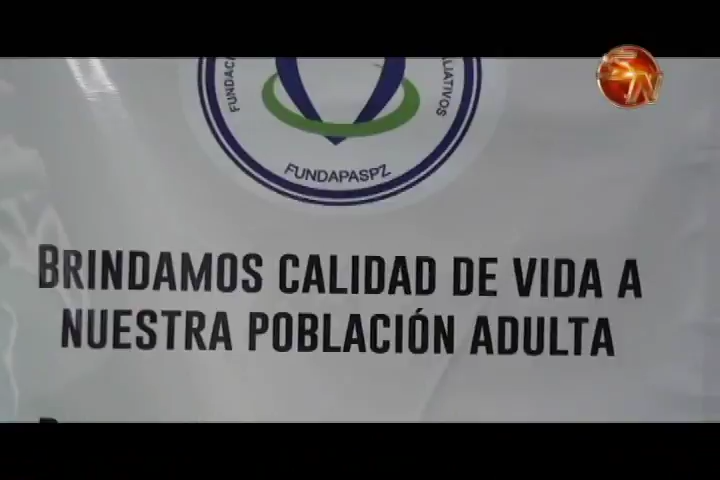 FUNDAPASPZ
BRINDAMOS CALIDAD DE VIDA A
NUESTRA POBLACIÓN ADULTA